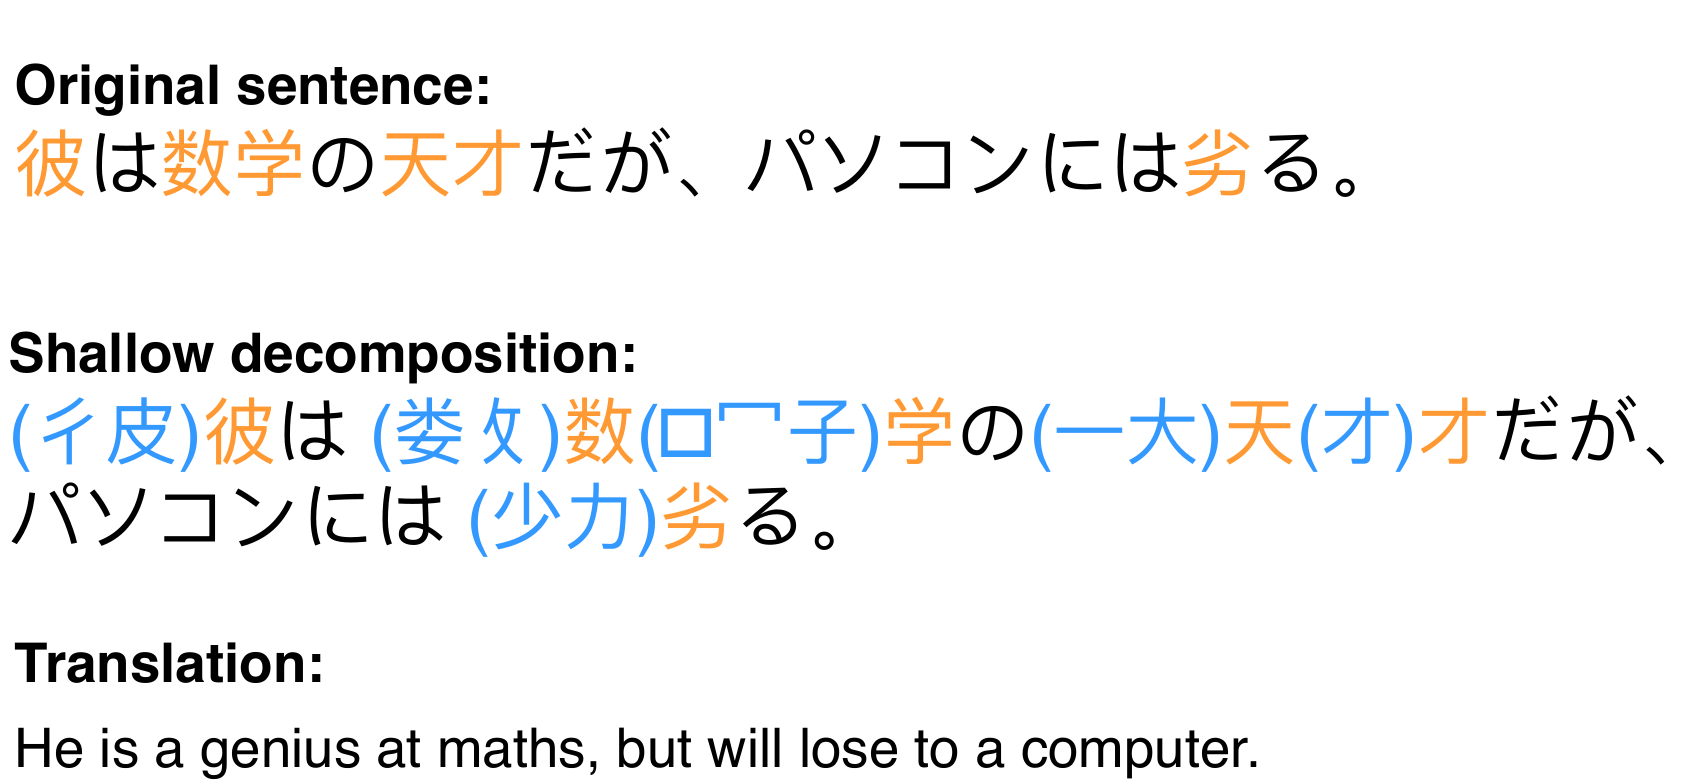 Original sentence:
彼は数学の天才だが、パソコンには劣る。
Shallow decomposition:
(彳皮)彼は (娄攵)数(ロ冖子)学の(一大)天(才)才だが、
パソコンには (少力)劣る。
Translation:
He is a genius at maths, but will lose to a computer.